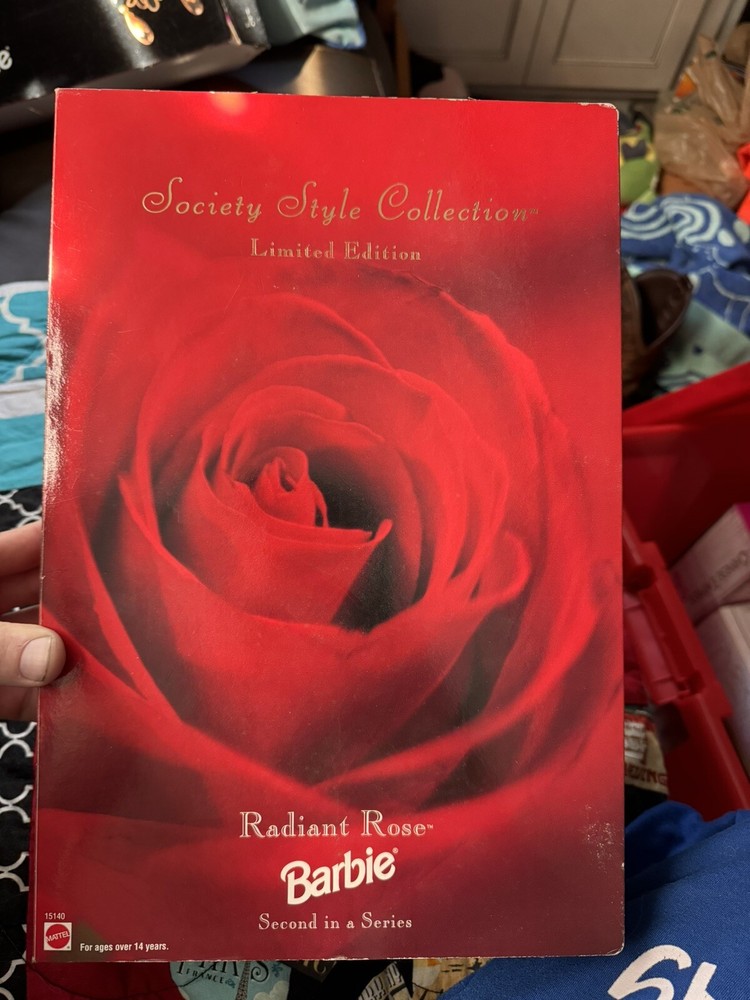 Society Style Collection™
Limited Edition
Radiant Rose™
Barbie®
Second in a Series
15140
MATTEL
For ages over 14 years.